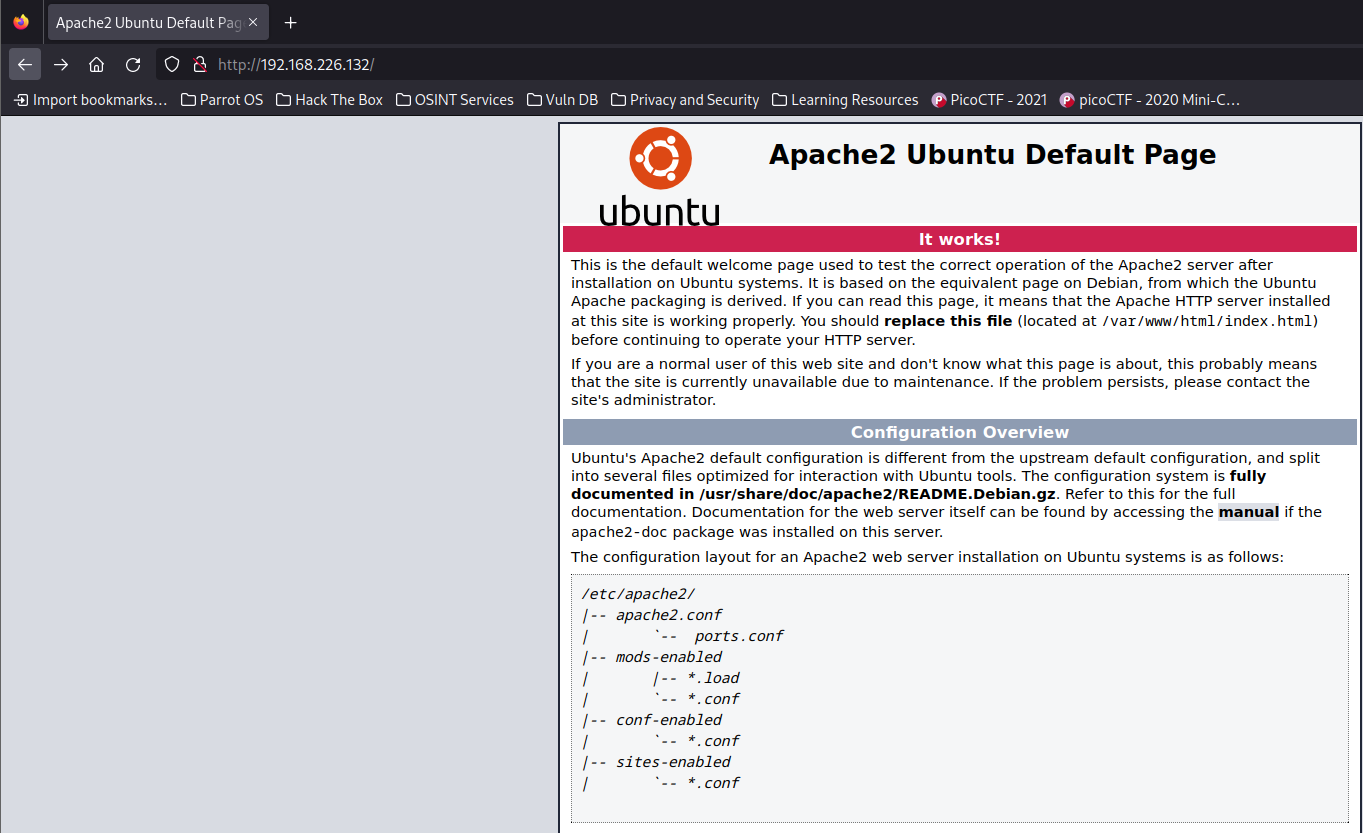 Apache2 Ubuntu Default Pag
http://192.168.226.132/
Import bookmarks… Parrot OS Hack The Box OSINT Services Vuln DB Privacy and Security Learning Resources PicoCTF - 2021 picoCTF - 2020 Mini-C…
ubuntu
Apache2 Ubuntu Default Page
It works!
This is the default welcome page used to test the correct operation of the Apache2 server after
installation on Ubuntu systems. It is based on the equivalent page on Debian, from which the Ubuntu
Apache packaging is derived. If you can read this page, it means that the Apache HTTP server installed
at this site is working properly. You should replace this file (located at /var/www/html/index.html)
before continuing to operate your HTTP server.
If you are a normal user of this web site and don't know what this page is about, this probably means
that the site is currently unavailable due to maintenance. If the problem persists, please contact the
site's administrator.
Configuration Overview
Ubuntu's Apache2 default configuration is different from the upstream default configuration, and split
into several files optimized for interaction with Ubuntu tools. The configuration system is fully
documented in /usr/share/doc/apache2/README.Debian.gz. Refer to this for the full
documentation. Documentation for the web server itself can be found by accessing the manual if the
apache2-doc package was installed on this server.
The configuration layout for an Apache2 web server installation on Ubuntu systems is as follows:
/etc/apache2/
|-- apache2.conf
|       `--  ports.conf
|-- mods-enabled
|       |-- *.load
|       `-- *.conf
|-- conf-enabled
|       `-- *.conf
|-- sites-enabled
|       `-- *.conf